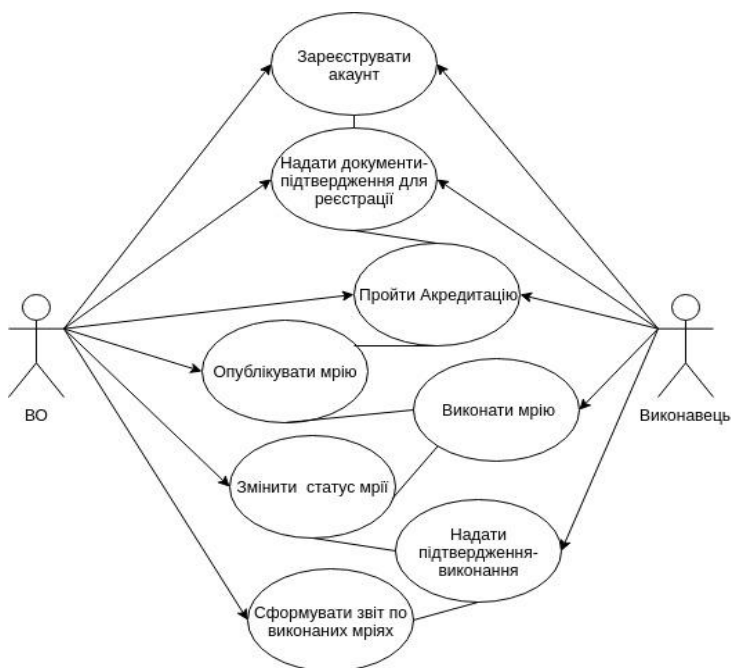 Зареєструвати
акаунт
Надати документи-
підтвердження для
реєстрації
Пройти Акредитацію
Опублікувати мрію
ВО
Виконати мрію
Виконавець
Змінити  статус мрії
Надати
підтвердження-
виконання
Сформувати звіт по
виконаних мріях